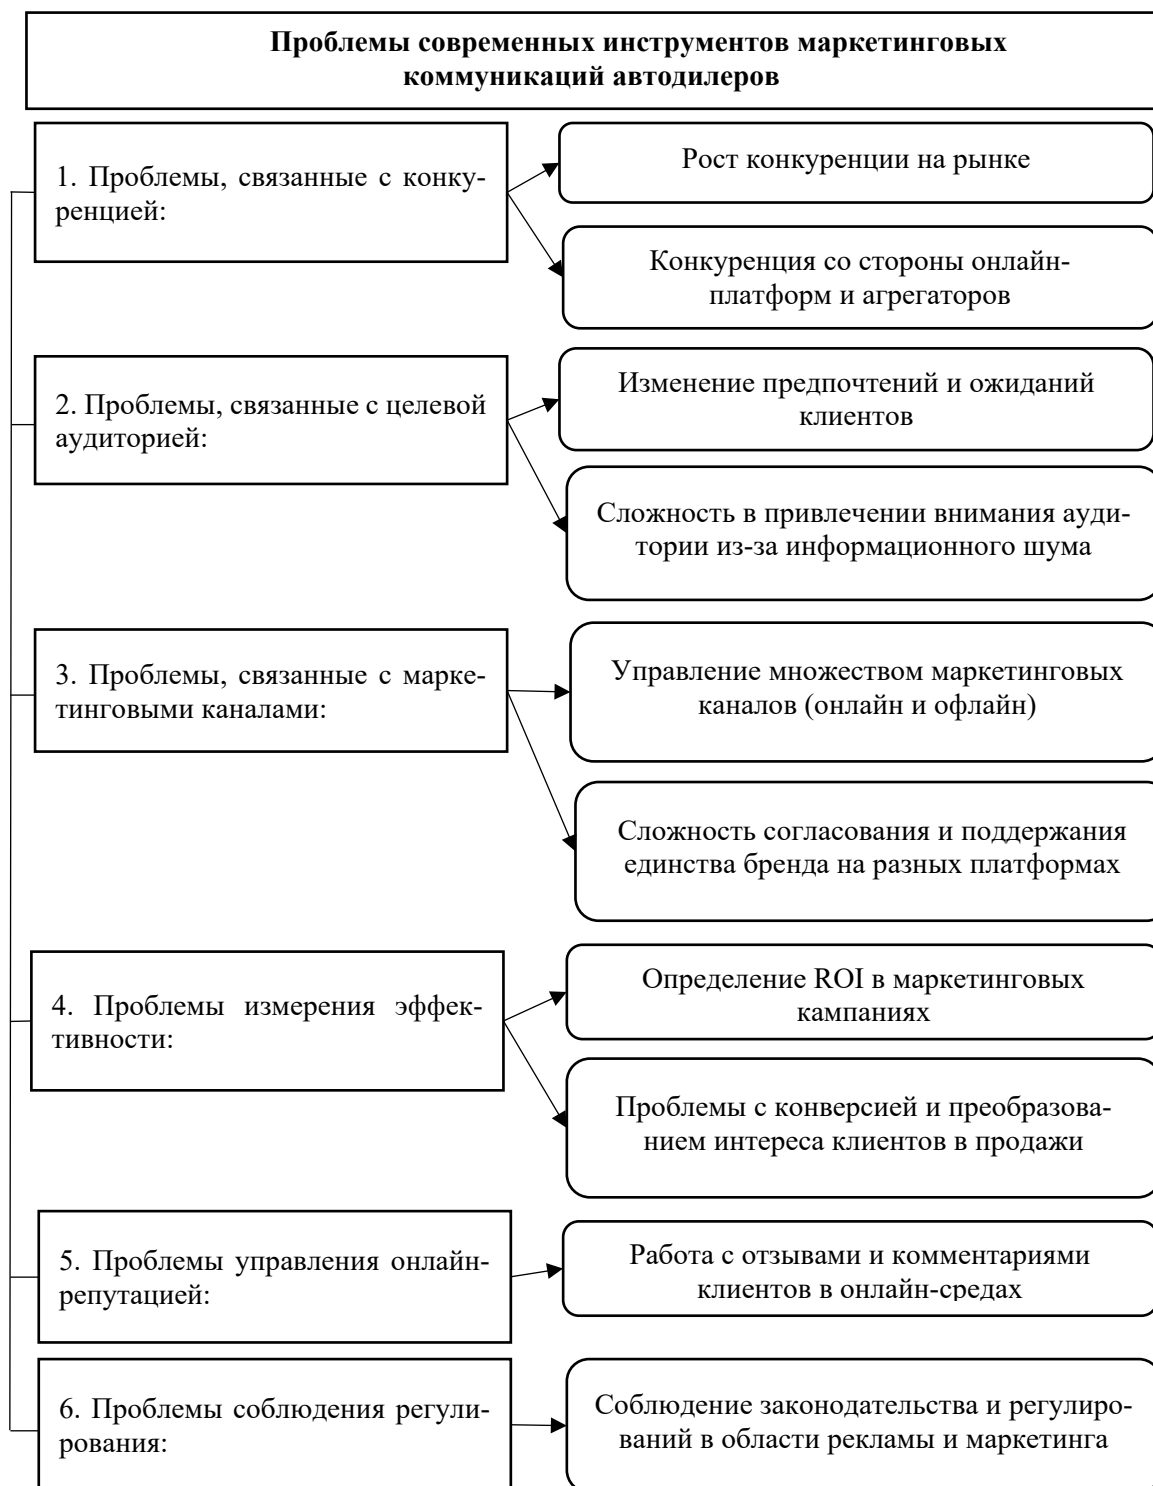 Проблемы современных инструментов маркетинговых
коммуникаций автодилеров
1. Проблемы, связанные с конку-
ренцией:
Рост конкуренции на рынке
Конкуренция со стороны онлайн-
платформ и агрегаторов
2. Проблемы, связанные с целевой
аудиторией:
Изменение предпочтений и ожиданий
клиентов
Сложность в привлечении внимания ауди-
тории из-за информационного шума
3. Проблемы, связанные с марке-
тинговыми каналами:
Управление множеством маркетинговых
каналов (онлайн и офлайн)
Сложность согласования и поддержания
единства бренда на разных платформах
4. Проблемы измерения эффек-
тивности:
Определение ROI в маркетинговых
кампаниях
Проблемы с конверсией и преобразова-
нием интереса клиентов в продажи
5. Проблемы управления онлайн-
репутацией:
Работа с отзывами и комментариями
клиентов в онлайн-средах
6. Проблемы соблюдения регули-
рования:
Соблюдение законодательства и регулиро-
ваний в области рекламы и маркетинга